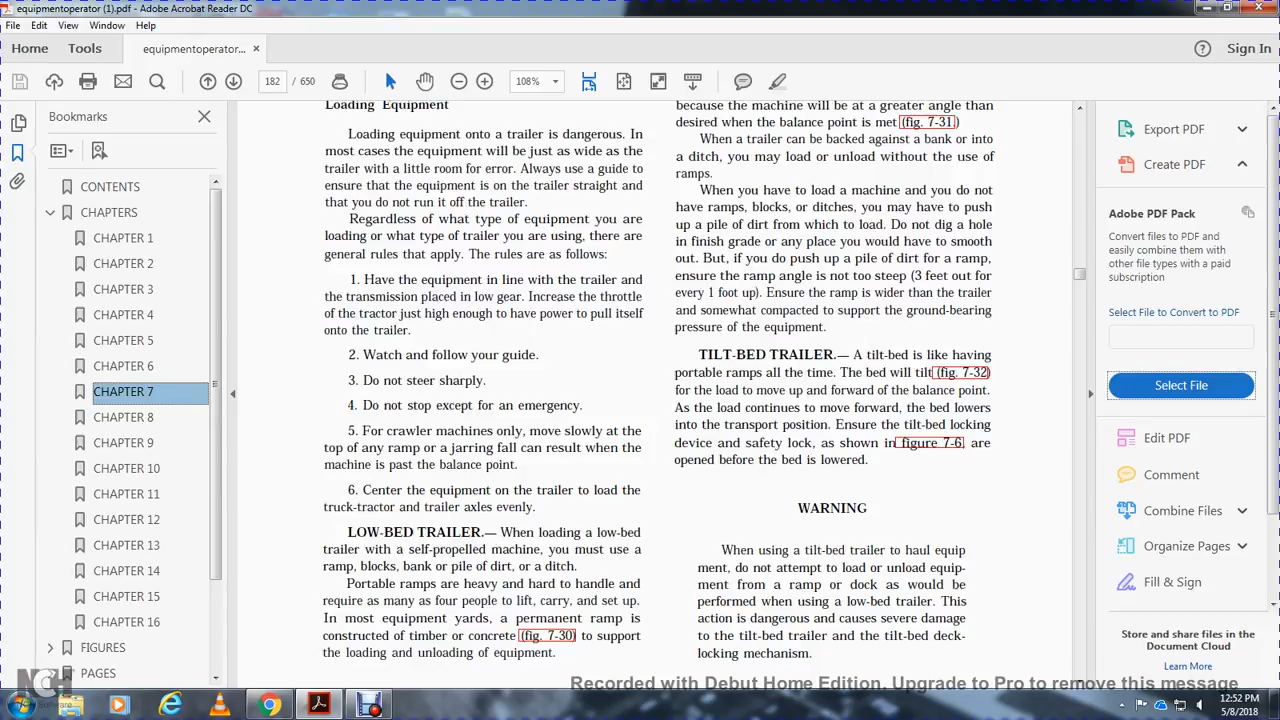 equipmentoperator (1).pdf - Adobe Acrobat Reader DC
File Edit View Window Help
Home Tools equipmentoperator... × Sign In
182 / 650 108%
Bookmarks
CONTENTS
CHAPTERS
CHAPTER 1
CHAPTER 2
CHAPTER 3
CHAPTER 4
CHAPTER 5
CHAPTER 6
CHAPTER 7
CHAPTER 8
CHAPTER 9
CHAPTER 10
CHAPTER 11
CHAPTER 12
CHAPTER 13
CHAPTER 14
CHAPTER 15
CHAPTER 16
FIGURES
PAGES
Loading Equipment
Loading equipment onto a trailer is dangerous. In
most cases the equipment will be just as wide as the
trailer with a little room for error. Always use a guide to
ensure that the equipment is on the trailer straight and
that you do not run it off the trailer.
Regardless of what type of equipment you are
loading or what type of trailer you are using, there are
general rules that apply. The rules are as follows:
1. Have the equipment in line with the trailer and
the transmission placed in low gear. Increase the throttle
of the tractor just high enough to have power to pull itself
onto the trailer.
2. Watch and follow your guide.
3. Do not steer sharply.
4. Do not stop except for an emergency.
5. For crawler machines only, move slowly at the
top of any ramp or a jarring fall can result when the
machine is past the balance point.
6. Center the equipment on the trailer to load the
truck-tractor and trailer axles evenly.
LOW-BED TRAILER.— When loading a low-bed
trailer with a self-propelled machine, you must use a
ramp, blocks, bank or pile of dirt, or a ditch.
Portable ramps are heavy and hard to handle and
require as many as four people to lift, carry, and set up.
In most equipment yards, a permanent ramp is
constructed of timber or concrete (fig. 7-30) to support
the loading and unloading of equipment.
because the machine will be at a greater angle than
desired when the balance point is met (fig. 7-31.)
When a trailer can be backed against a bank or into
a ditch, you may load or unload without the use of
ramps.
When you have to load a machine and you do not
have ramps, blocks, or ditches, you may have to push
up a pile of dirt from which to load. Do not dig a hole
in finish grade or any place you would have to smooth
out. But, if you do push up a pile of dirt for a ramp,
ensure the ramp angle is not too steep (3 feet out for
every 1 foot up). Ensure the ramp is wider than the trailer
and somewhat compacted to support the ground-bearing
pressure of the equipment.
TILT-BED TRAILER.— A tilt-bed is like having
portable ramps all the time. The bed will tilt (fig. 7-32)
for the load to move up and forward of the balance point.
As the load continues to move forward, the bed lowers
into the transport position. Ensure the tilt-bed locking
device and safety lock, as shown in figure 7-6, are
opened before the bed is lowered.
WARNING
When using a tilt-bed trailer to haul equip
ment, do not attempt to load or unload equip-
ment from a ramp or dock as would be
performed when using a low-bed trailer. This
action is dangerous and causes severe damage
to the tilt-bed trailer and the tilt-bed deck-
locking mechanism.
Export PDF
Create PDF
Adobe PDF Pack
Convert files to PDF and
easily combine them with
other file types with a paid
subscription
Select File to Convert to PDF
Select File
Edit PDF
Comment
Combine Files
Organize Pages
Fill & Sign
Store and share files in the
Document Cloud
Learn More
NCH
Software
Recorded with Debut Home Edition. Upgrade to Pro to remove this message
12:52 PM
5/8/2018